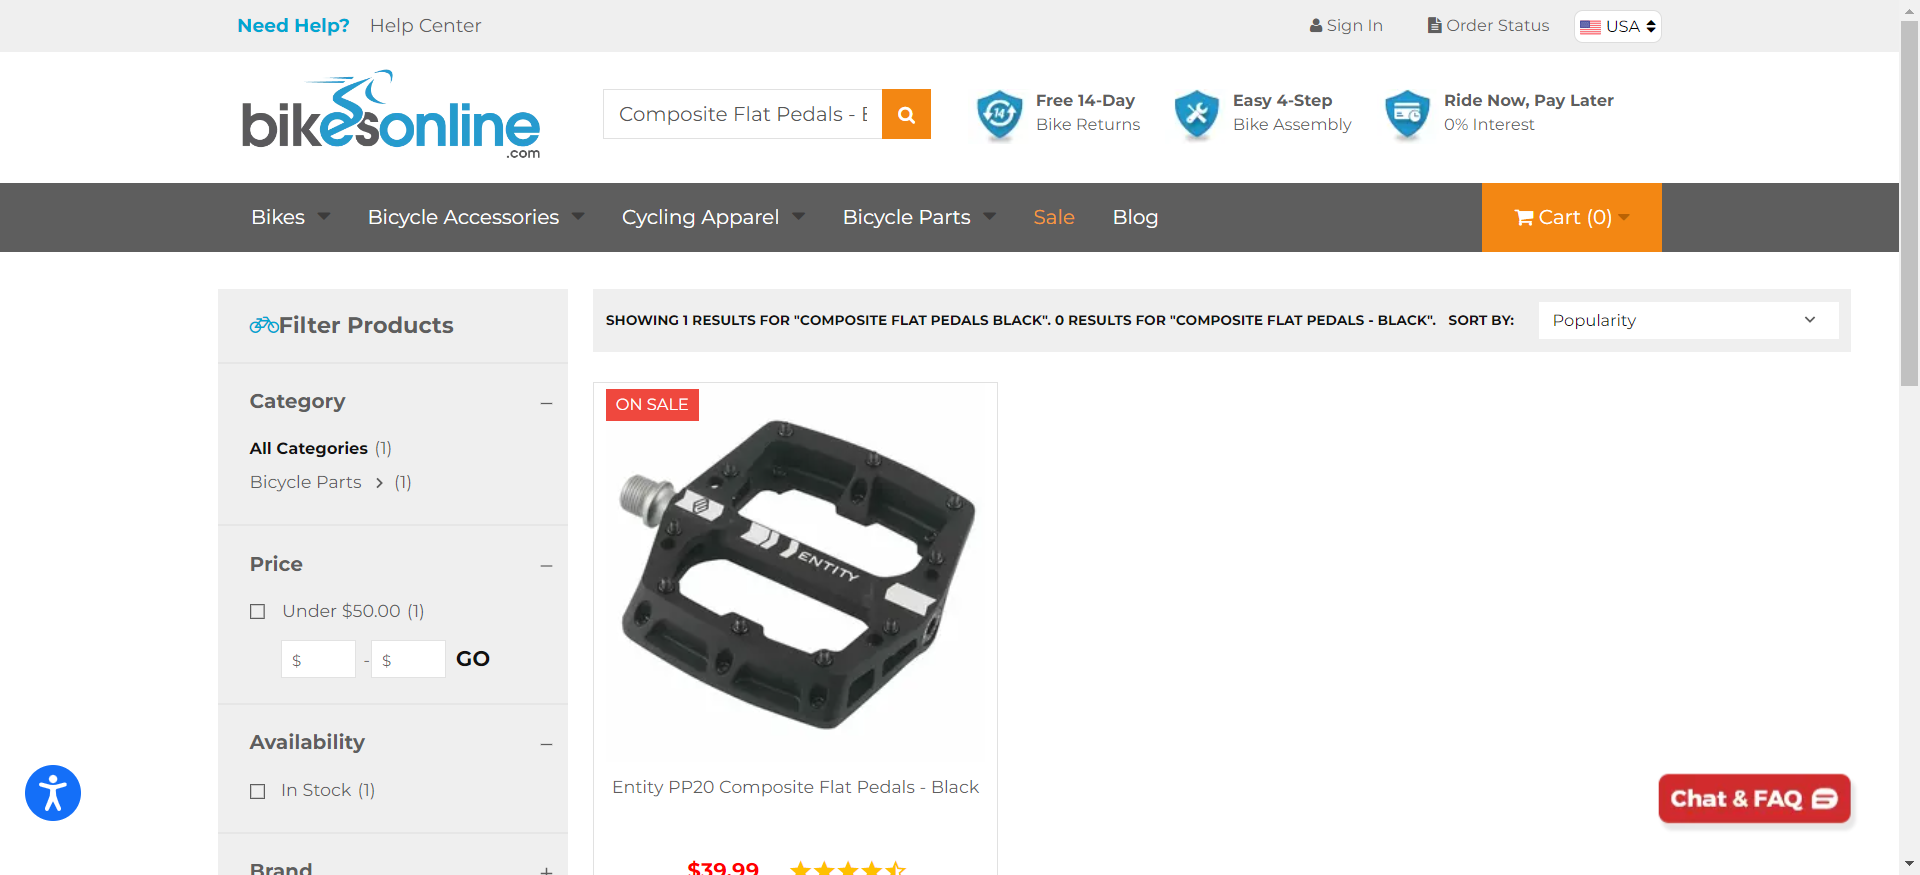 Need Help? Help Center Sign In Order Status USA
bikesonline
.com
Composite Flat Pedals - E
Free 14-Day
Bike Returns
14
Easy 4-Step
Bike Assembly
Ride Now, Pay Later
0% Interest
Bikes Bicycle Accessories Cycling Apparel Bicycle Parts Sale Blog Cart (0)
Filter Products
SHOWING 1 RESULTS FOR "COMPOSITE FLAT PEDALS BLACK". 0 RESULTS FOR "COMPOSITE FLAT PEDALS - BLACK". SORT BY: Popularity
Category
All Categories (1)
Bicycle Parts (1)
Price
Under $50.00 (1)
$ - $ GO
Availability
In Stock (1)
Brand
ON SALE
ENTITY
Entity PP20 Composite Flat Pedals - Black
$39.99
Chat & FAQ